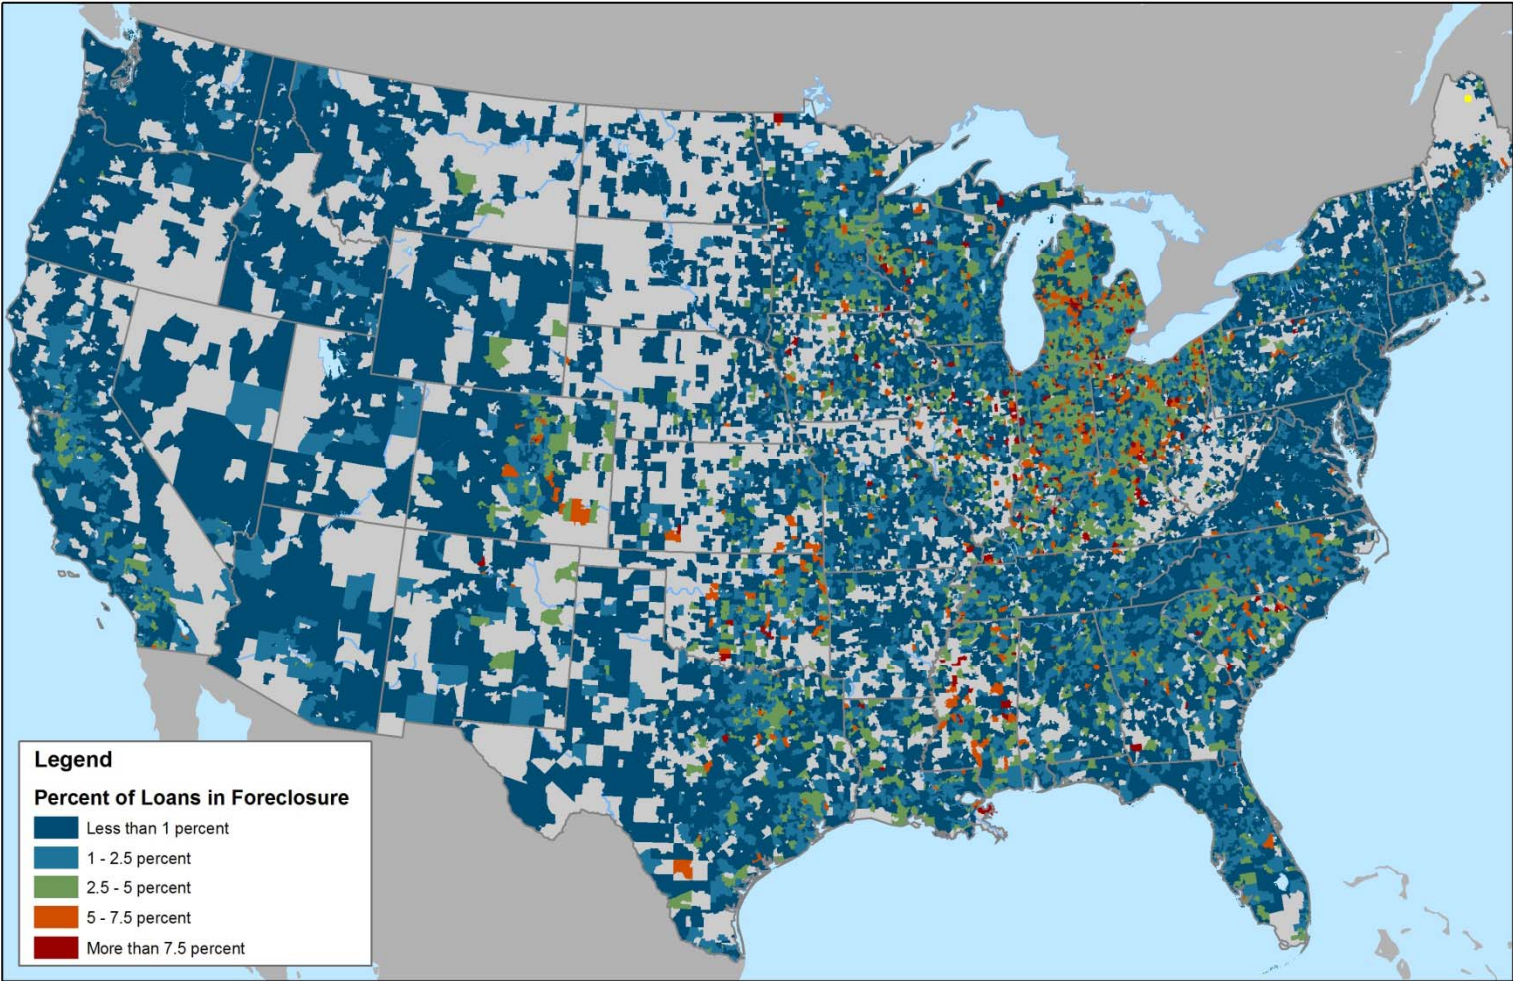 Legend
Percent of Loans in Foreclosure
Less than 1 percent
1 - 2.5 percent
2.5 - 5 percent
5 - 7.5 percent
More than 7.5 percent